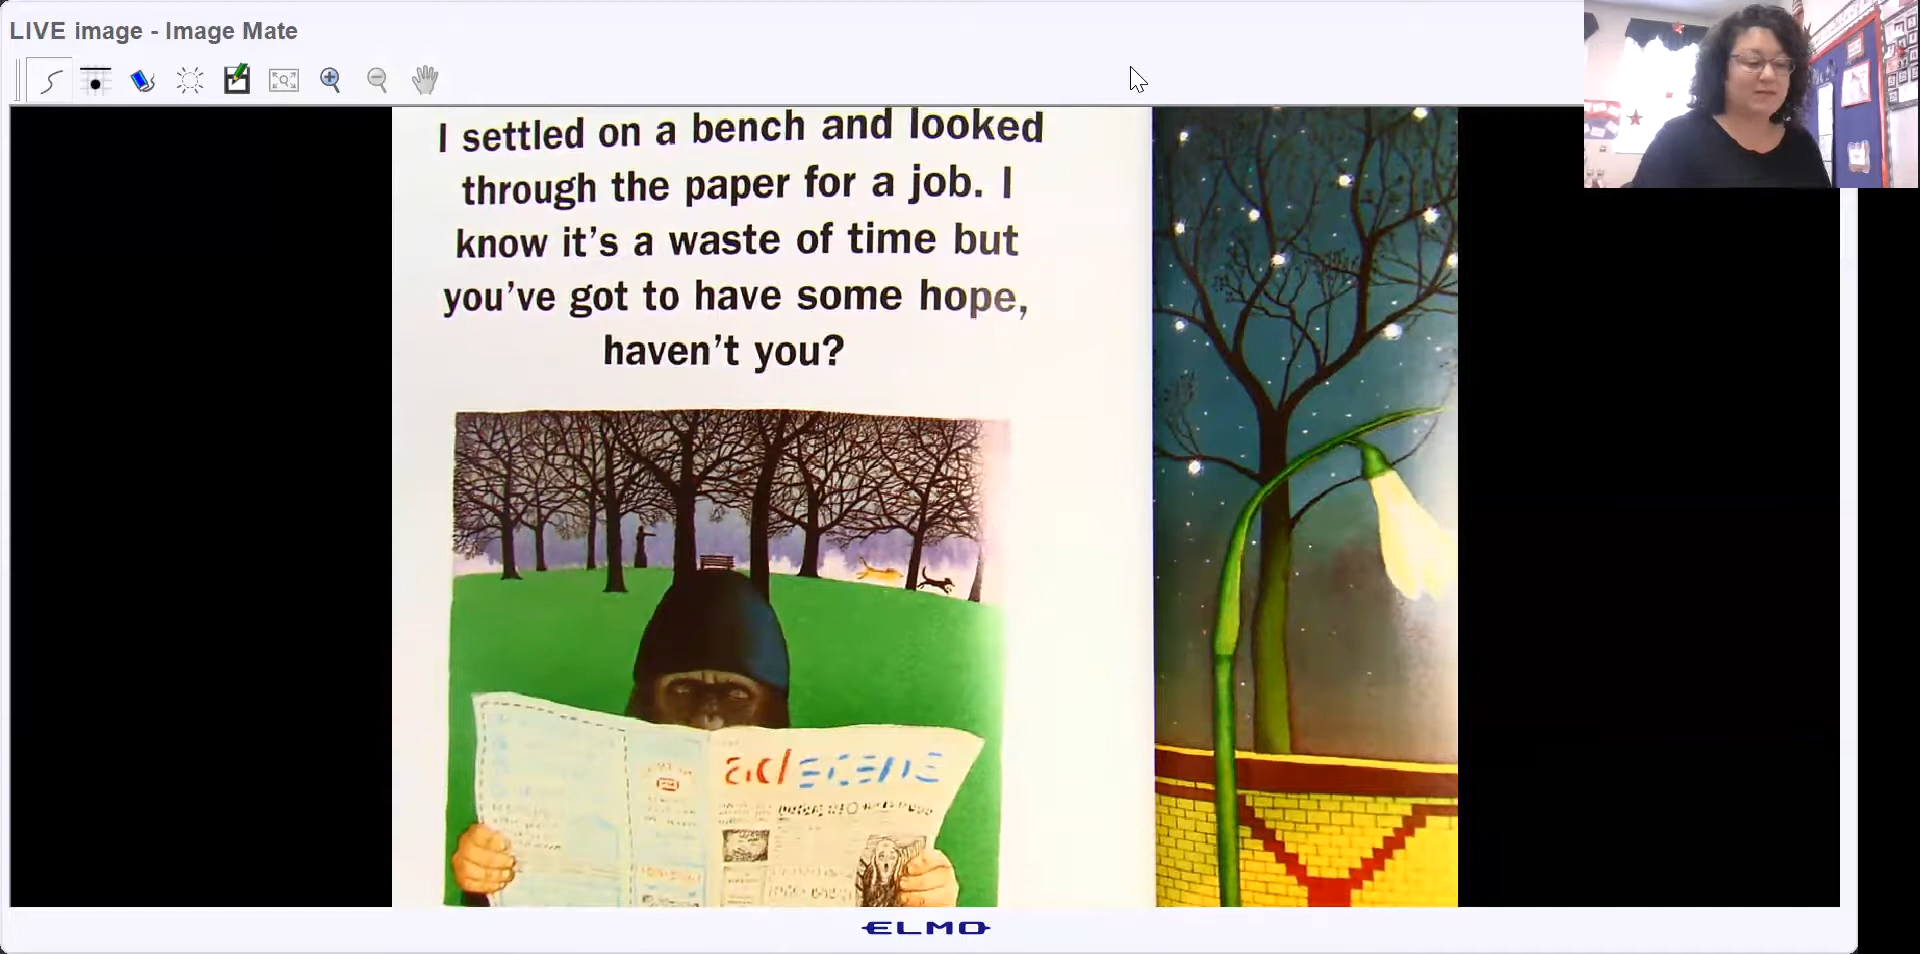 LIVE image - Image Mate
I settled on a bench and looked
through the paper for a job. I
know it's a waste of time but
you've got to have some hope,
haven't you?
ELMO